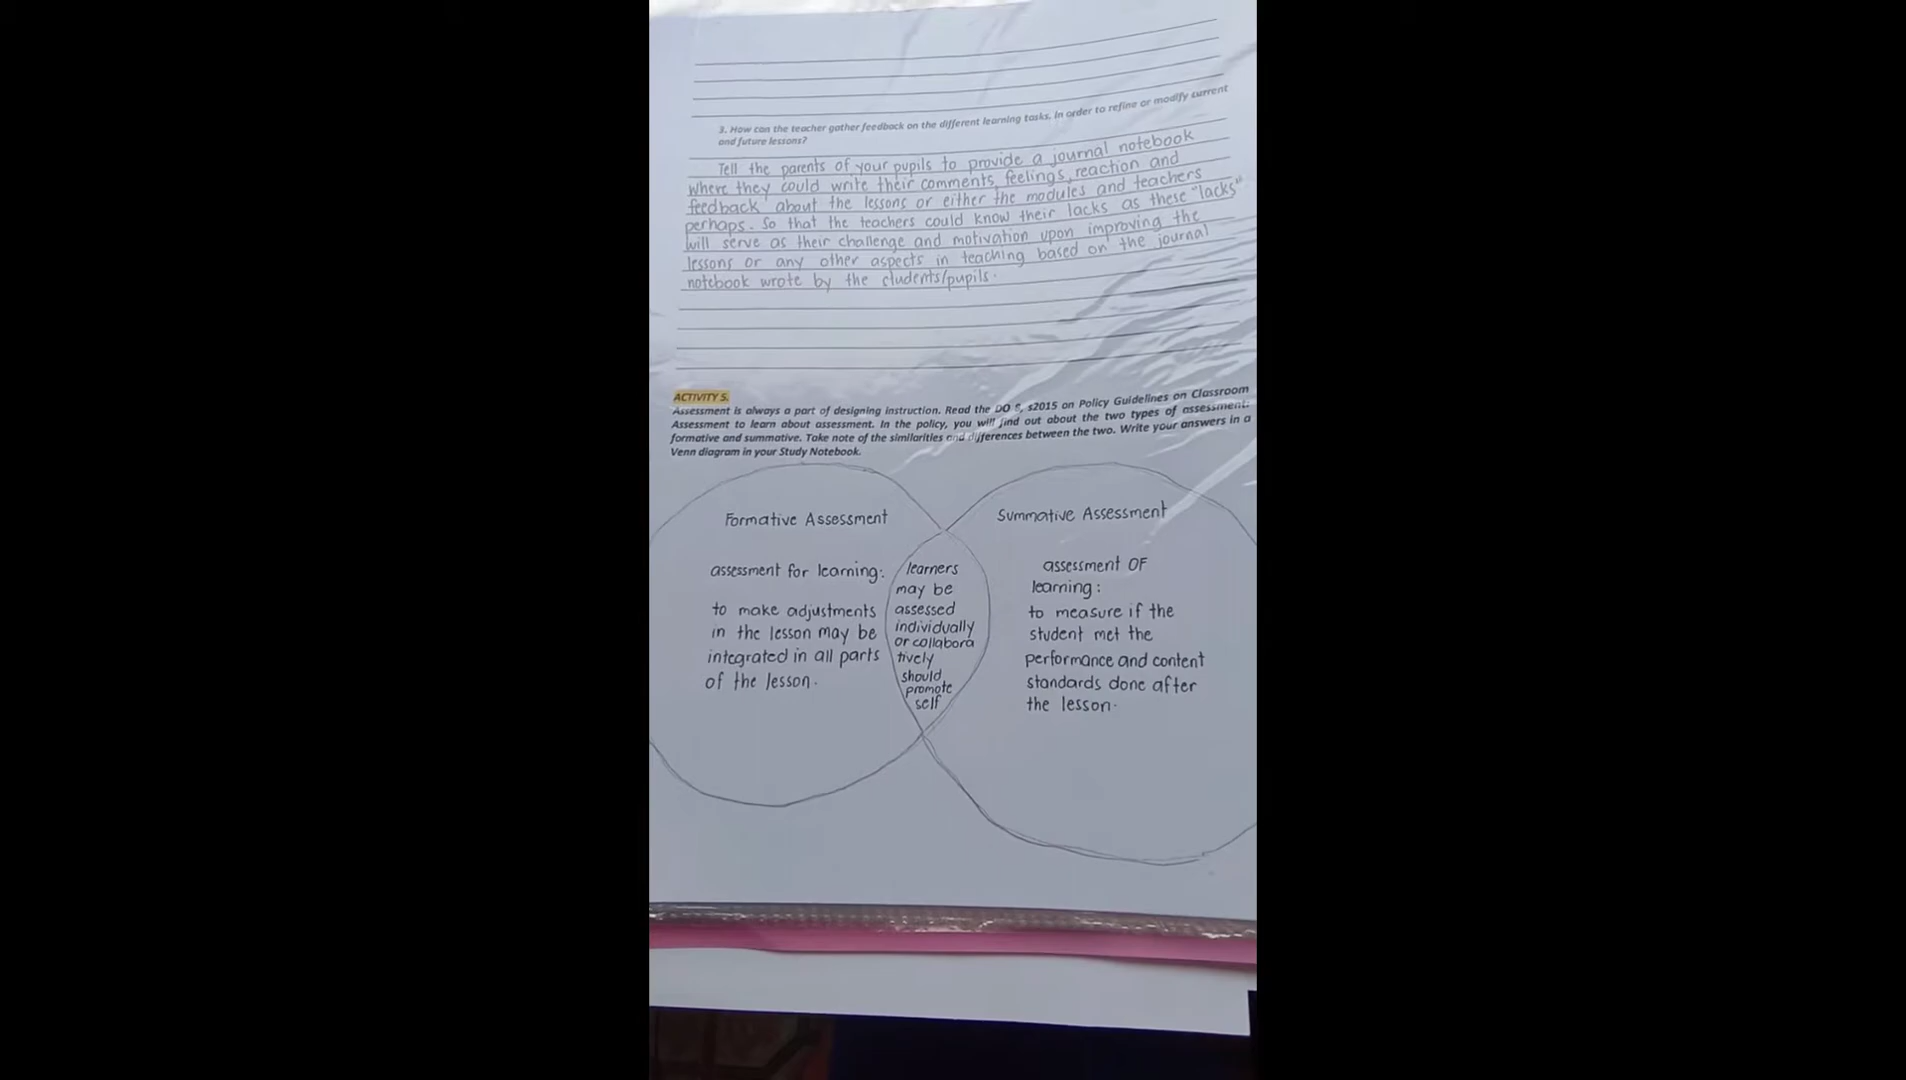 3. How can the teacher gather feedback on the different learning tasks, in order to refine or modify current
and future lessons?
Tell the parents of your pupils to provide a journal notebook
where they could write their comments, feelings, reaction and
feedback about the lessons or either the modules and teachers
perhaps. So that the teachers could know their lacks as these "lacks"
will serve as their challenge and motivation upon improving the
lessons or any other aspects in teaching based on the journal
notebook wrote by the students/pupils.
ACTIVITY 5.
Assessment is always a part of designing instruction. Read the DO 8, s2015 on Policy Guidelines on Classroom
Assessment to learn about assessment. In the policy, you will find out about the two types of assessment:
formative and summative. Take note of the similarities and differences between the two. Write your answers in a
Venn diagram in your Study Notebook.
Formative Assessment
assessment for learning:
to make adjustments
in the lesson may be
integrated in all parts
of the lesson.
learners
may be
assessed
individually
or collabora
tively
should
promote
self
Summative Assessment
assessment OF
learning:
to measure if the
student met the
performance and content
standards done after
the lesson.